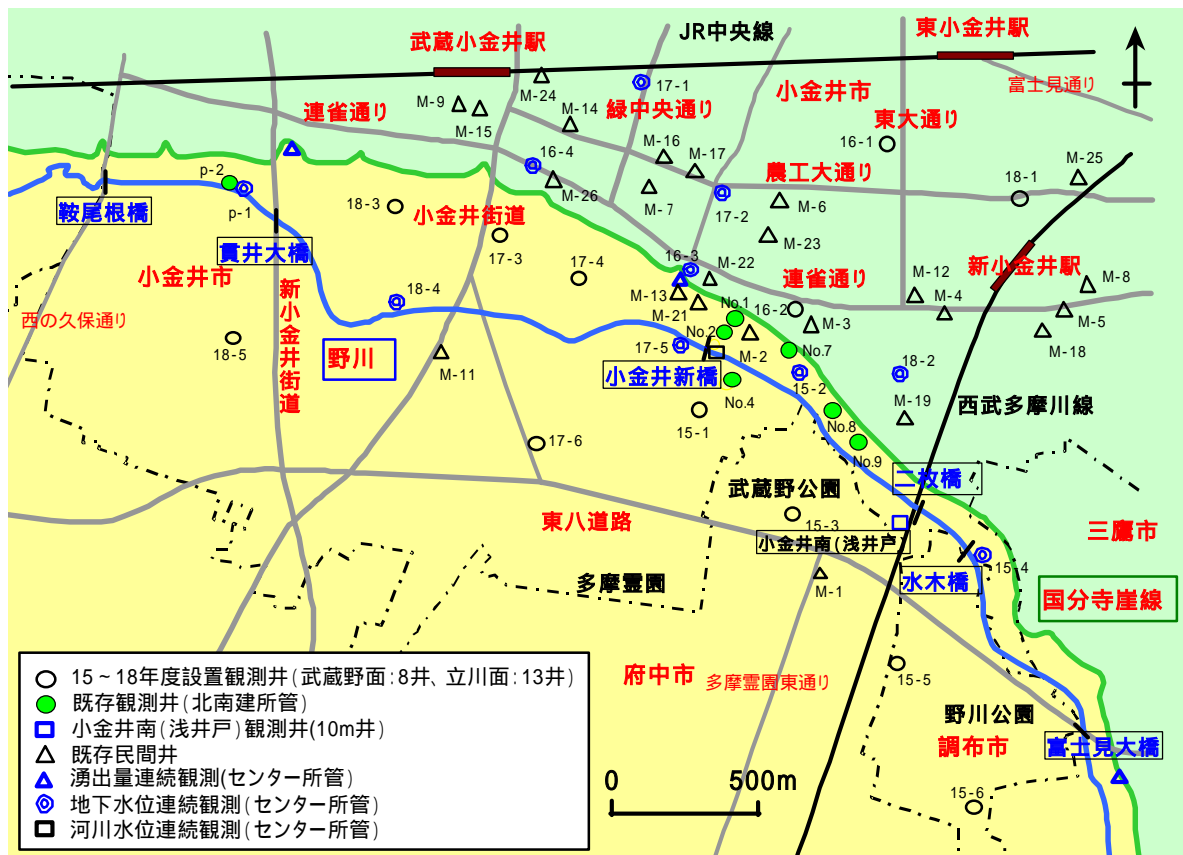 東小金井駅
JR中央線
武蔵小金井駅
富士見通り
M-24
17-1
小金井市
M-9
連雀通り
M-14
緑中央通り
東大通り
M-15
16-1
M-16
16-4
M-17
農工大通り
M-25
p-2
M-26
18-1
鞍尾根橋
p-1
18-3
小金井街道
M-7
17-2
M-6
貫井大橋
17-3
M-23
16-3
小金井市
17-4
M-22
連雀通り
M-12
新小金井駅
M-8
新小金井街道
18-4
M-13
No.1
16-2
M-4
西の久保通り
M-21
M-3
M-5
18-5
野川
17-5
No.2
M-2
No.7
M-18
M-11
小金井新橋
15-2
18-2
No.4
M-19
西武多摩川線
15-1
No.8
17-6
No.9
二枚橋
武蔵野公園
東八道路
15-3
三鷹市
小金井南(浅井戸)
15-4
多摩霊園
M-1
水木橋
国分寺崖線
府中市
多摩霊園東通り
15-5
野川公園
調布市
富士見大橋
15-6
0 500m
15～18年度設置観測井(武蔵野面:8井、立川面:13井)
既存観測井(北南建所管)
小金井南(浅井戸)観測井(10m井)
既存民間井
湧出量連続観測(センター所管)
地下水位連続観測(センター所管)
河川水位連続観測(センター所管)